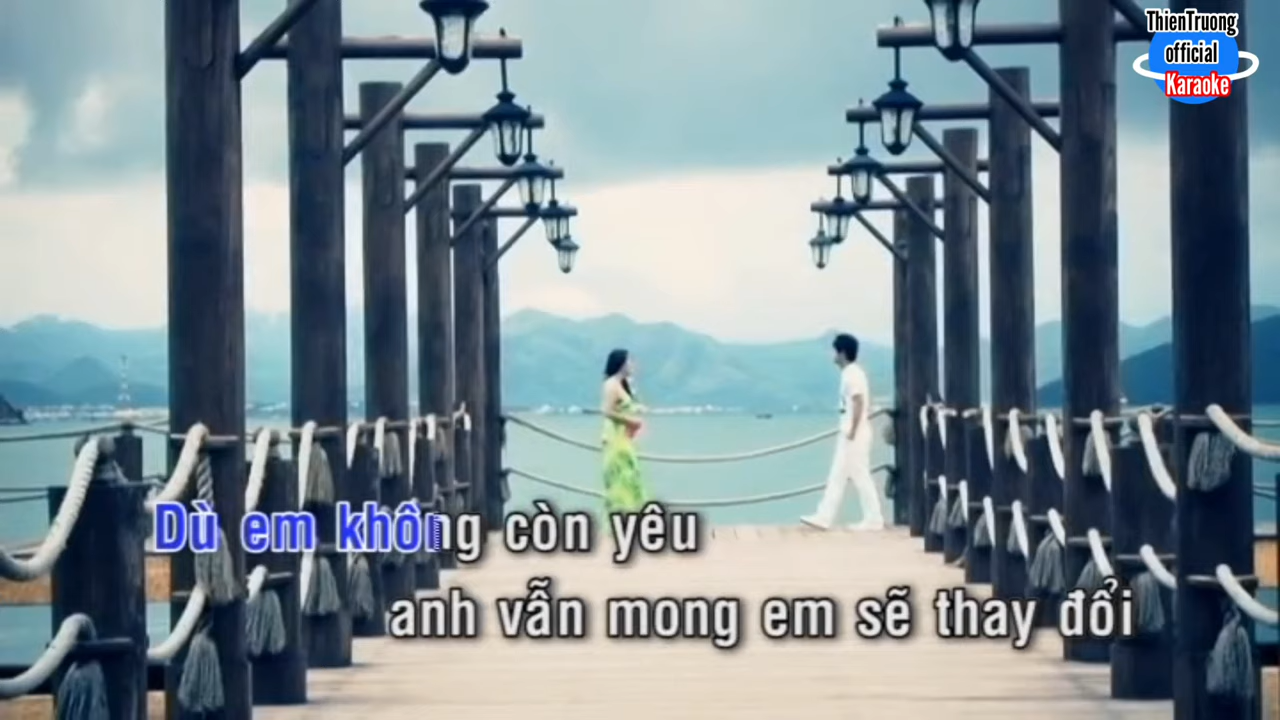 ThienTruong
official
Karaoke
Dù em không còn yêu
anh vẫn mong em sẽ thay đổi